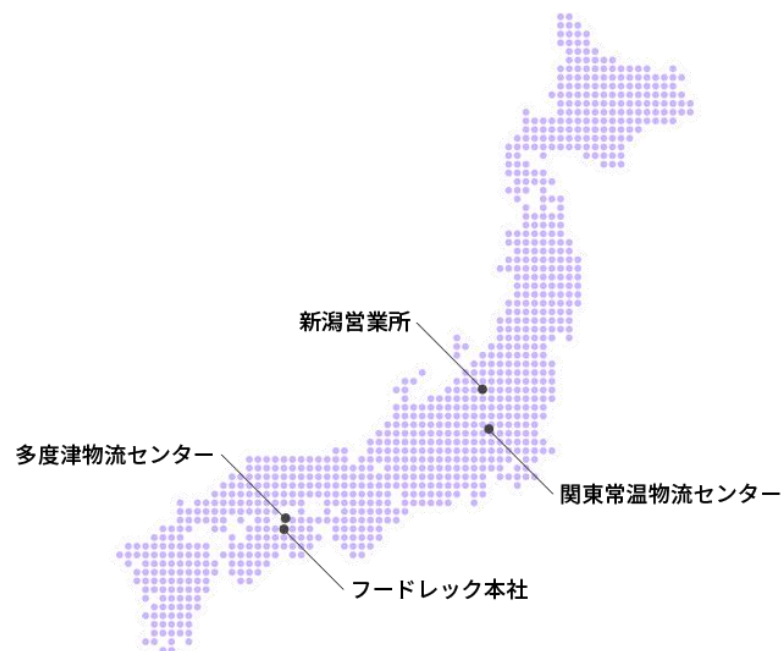 新潟営業所
多度津物流センター
関東常温物流センター
フードレック本社